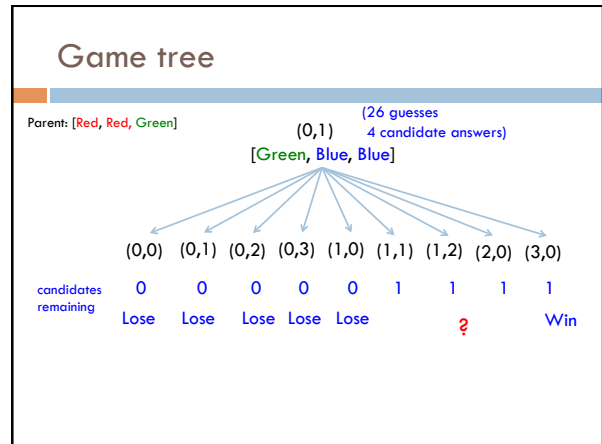 Game tree
Parent: [Red, Red, Green]
(0,1)
(26 guesses
4 candidate answers)
[Green, Blue, Blue]
(0,0) (0,1) (0,2) (0,3) (1,0) (1,1) (1,2) (2,0) (3,0)
candidates
remaining
0 0 0 0 0 1 1 1 1
Lose Lose Lose Lose Lose ? Win